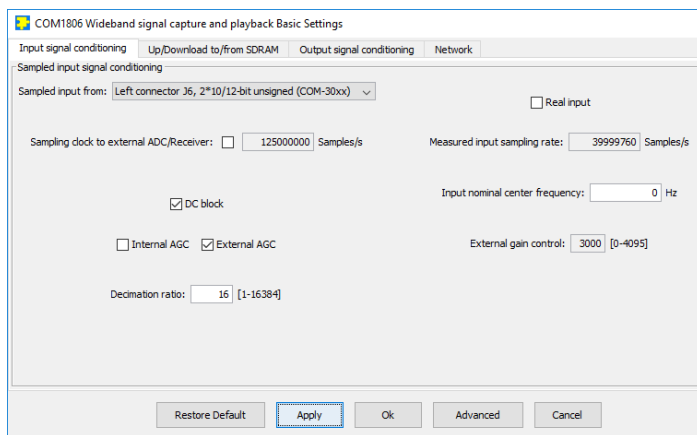 COM1806 Wideband signal capture and playback Basic Settings
Input signal conditioning Up/Download to/from SDRAM Output signal conditioning Network
Sampled input signal conditioning
Sampled input from: Left connector J6, 2*10/12-bit unsigned (COM-30xx)
Real input
Sampling clock to external ADC/Receiver: 125000000 Samples/s Measured input sampling rate: 39999760 Samples/s
Input nominal center frequency: 0 Hz
DC block
Internal AGC External AGC External gain control: 3000 [0-4095]
Decimation ratio: 16 [1-16384]
Restore Default Apply Ok Advanced Cancel